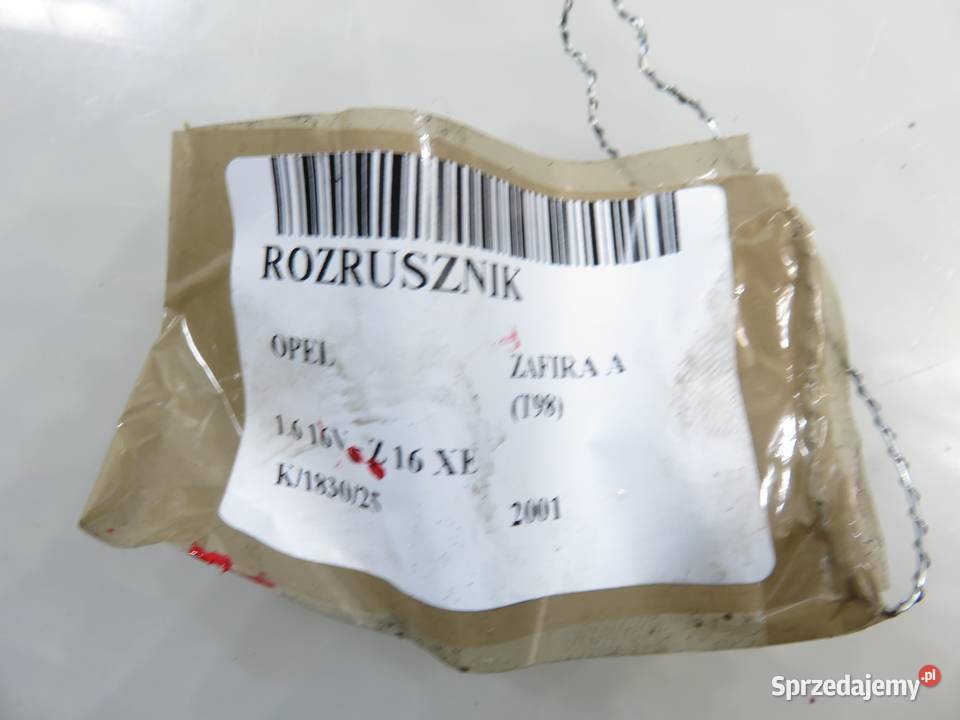 ROZRUSZNIK
OPEL ZAFIRA A
(T98)
1.6 16V Z 16 XE
K/1830/25
2001
Sprzedajemy.pl